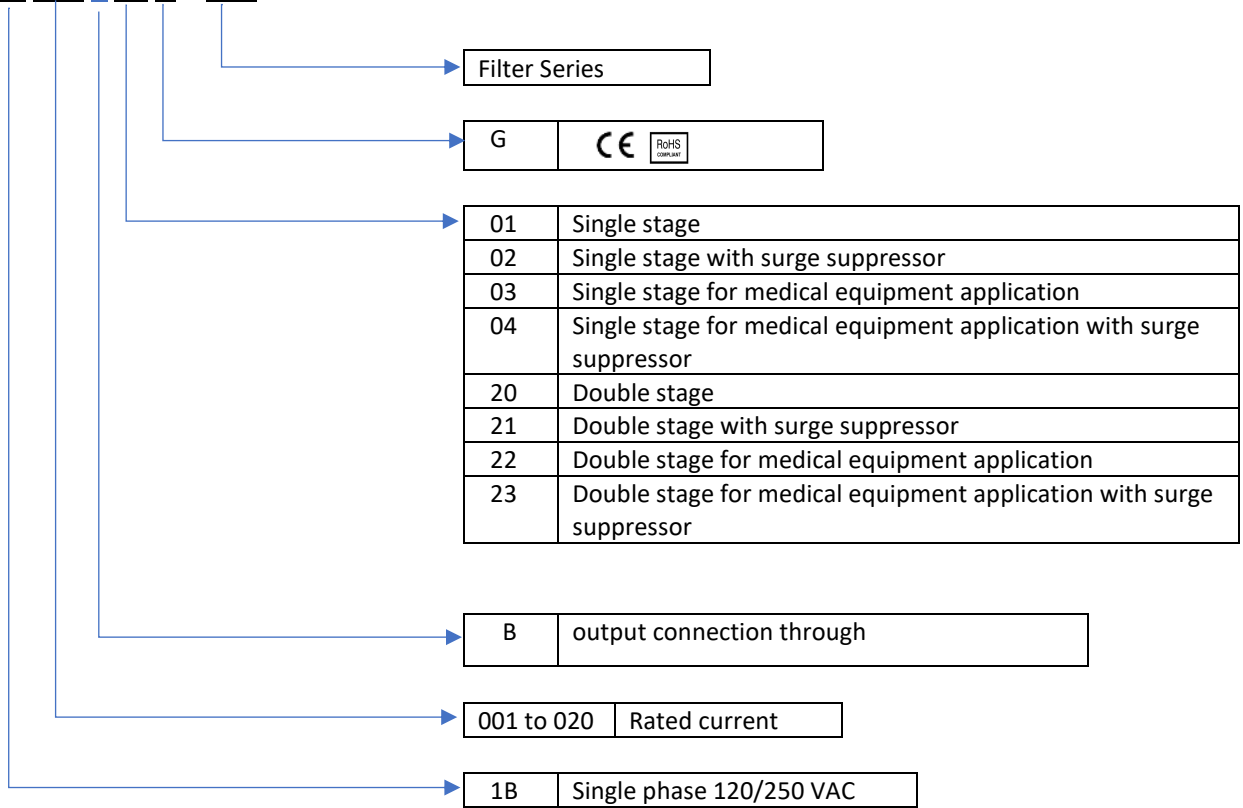 Filter Series
G CE RoHS
COMPLIANT
01 Single stage
02 Single stage with surge suppressor
03 Single stage for medical equipment application
04 Single stage for medical equipment application with surge
suppressor
20 Double stage
21 Double stage with surge suppressor
22 Double stage for medical equipment application
23 Double stage for medical equipment application with surge
suppressor
B output connection through
001 to 020 Rated current
1B Single phase 120/250 VAC